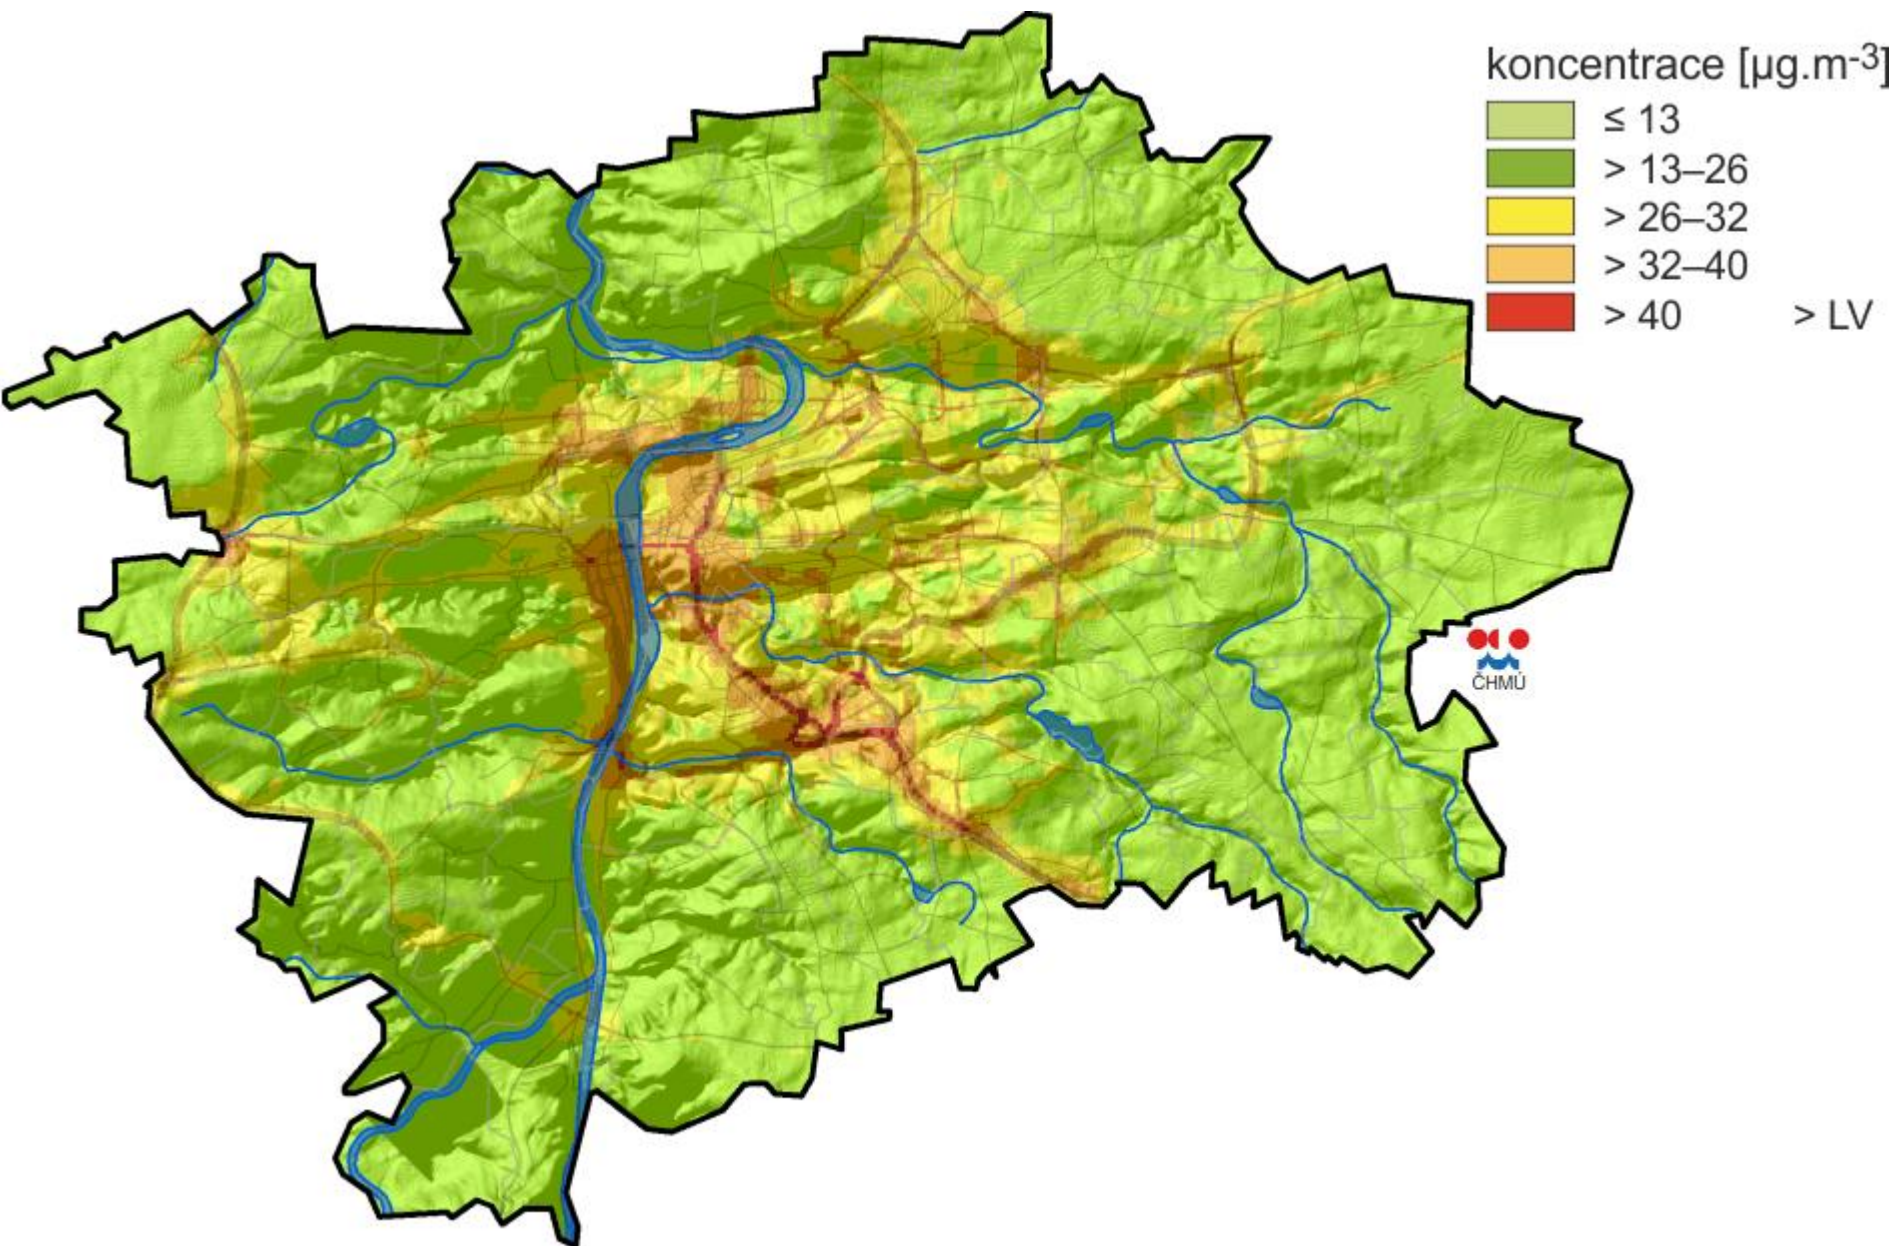 koncentrace [µg.m-3]
≤ 13
> 13–26
> 26–32
> 32–40
> 40 > LV
ČHMÚ